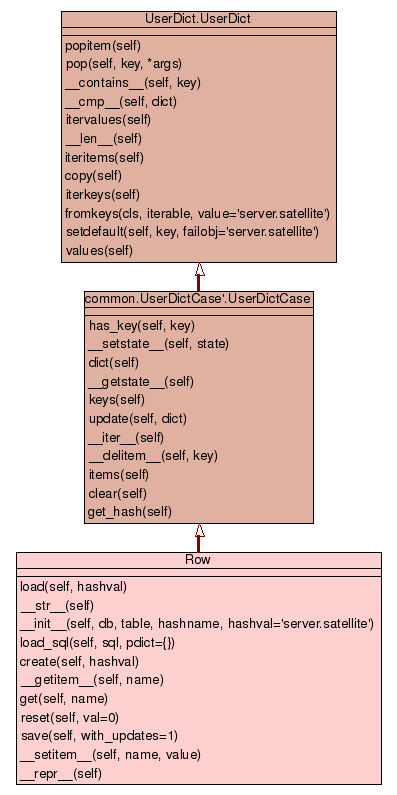 UserDict.UserDict
popitem(self)
pop(self, key, *args)
__contains__(self, key)
__cmp__(self, dict)
itervalues(self)
__len__(self)
iteritems(self)
copy(self)
iterkeys(self)
fromkeys(cls, iterable, value='server.satellite')
setdefault(self, key, failobj='server.satellite')
values(self)
common.UserDictCase'.UserDictCase
has_key(self, key)
__setstate__(self, state)
dict(self)
__getstate__(self)
keys(self)
update(self, dict)
__iter__(self)
__delitem__(self, key)
items(self)
clear(self)
get_hash(self)
Row
load(self, hashval)
__str__(self)
__init__(self, db, table, hashname, hashval='server.satellite')
load_sql(self, sql, pdict={})
create(self, hashval)
__getitem__(self, name)
get(self, name)
reset(self, val=0)
save(self, with_updates=1)
__setitem__(self, name, value)
__repr__(self)